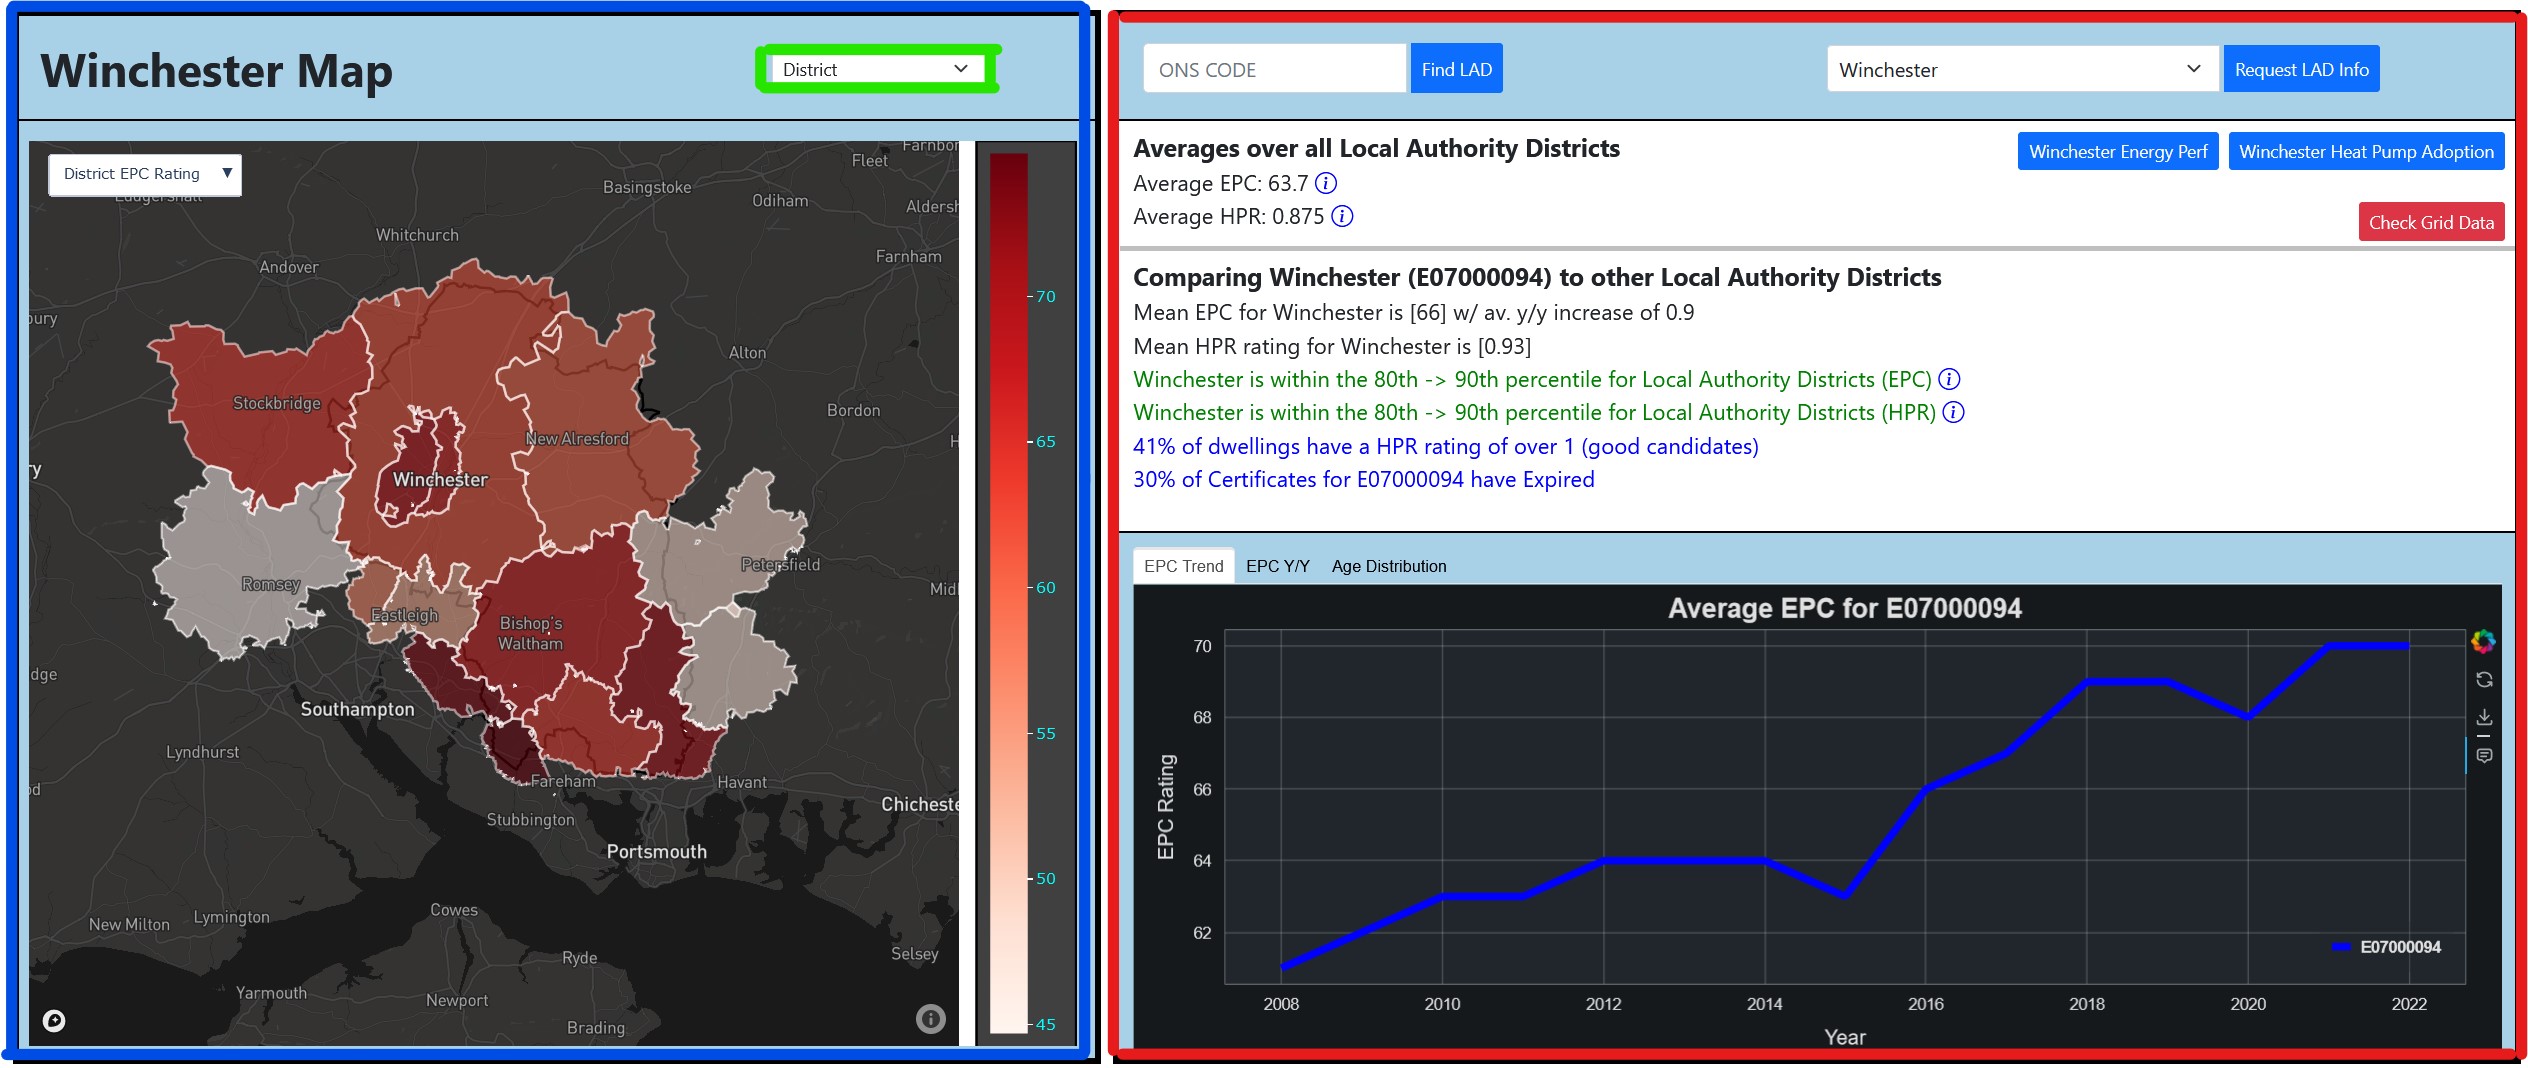 Winchester Map
District
District EPC Rating
Farnbor
Fleet
Basingstoke
Odiham
Aldersh
Whitchurch
Andover
Farnham
bury
Alton
Stockbridge
Bordon
New Alresford
H
ry
Winchester
Petersfield
Romsey
Midl
Eastleigh
Bishop's
Waltham
dge
Southampton
Lyndhurst
Fareham
Havant
od
Chicheste
Stubbington
Portsmouth
Cowes
Lymington
New Milton
Ryde
Selsey
Yarmouth
Newport
Brading
70
65
60
55
50
45
ONS CODE
Find LAD
Winchester
Request LAD Info
Averages over all Local Authority Districts
Winchester Energy Perf
Winchester Heat Pump Adoption
Average EPC: 63.7
Average HPR: 0.875
Check Grid Data
Comparing Winchester (E07000094) to other Local Authority Districts
Mean EPC for Winchester is [66] w/ av. y/y increase of 0.9
Mean HPR rating for Winchester is [0.93]
Winchester is within the 80th -> 90th percentile for Local Authority Districts (EPC)
Winchester is within the 80th -> 90th percentile for Local Authority Districts (HPR)
41% of dwellings have a HPR rating of over 1 (good candidates)
30% of Certificates for E07000094 have Expired
EPC Trend
EPC Y/Y
Age Distribution
Average EPC for E07000094
EPC Rating
70
68
66
64
62
E07000094
2008 2010 2012 2014 2016 2018 2020 2022
Year